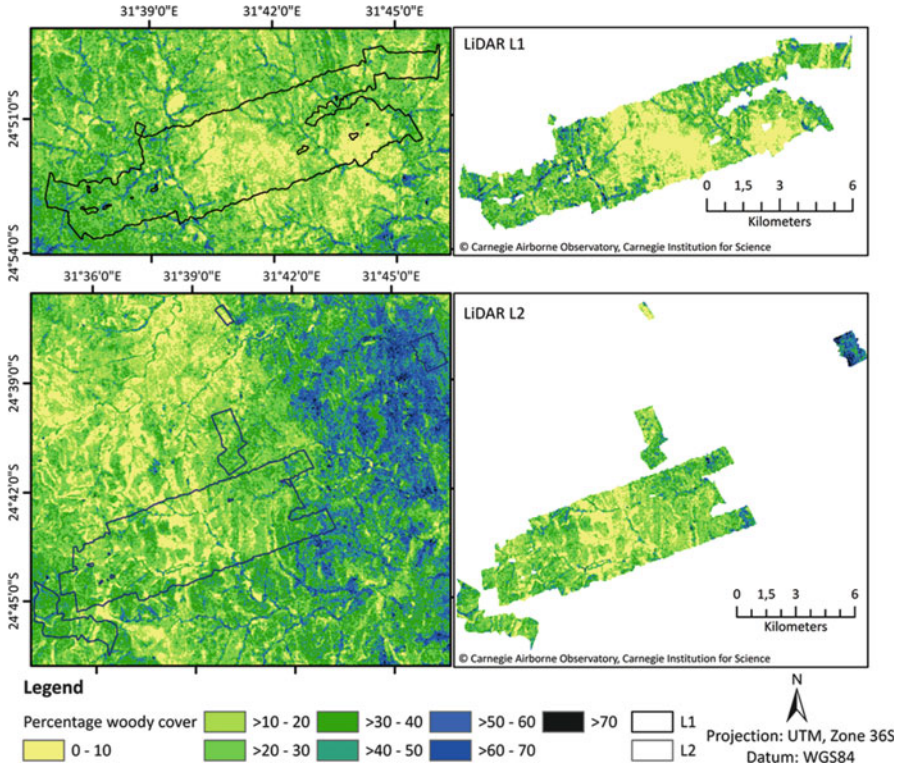 31°39'0"E 31°42'0"E 31°45'0"E
24°51'0"S
24°54'0"S
LiDAR L1
0 1,5 3 6
Kilometers
© Carnegie Airborne Observatory, Carnegie Institution for Science
31°36'0"E 31°39'0"E 31°42'0"E 31°45'0"E
24°39'0"S
24°42'0"S
24°45'0"S
LiDAR L2
0 1,5 3 6
Kilometers
© Carnegie Airborne Observatory, Carnegie Institution for Science
Legend
Percentage woody cover >10 - 20 >30 - 40 >50 - 60 >70 L1
0 - 10 >20 - 30 >40 - 50 >60 - 70 L2
N
Projection: UTM, Zone 36S
Datum: WGS84